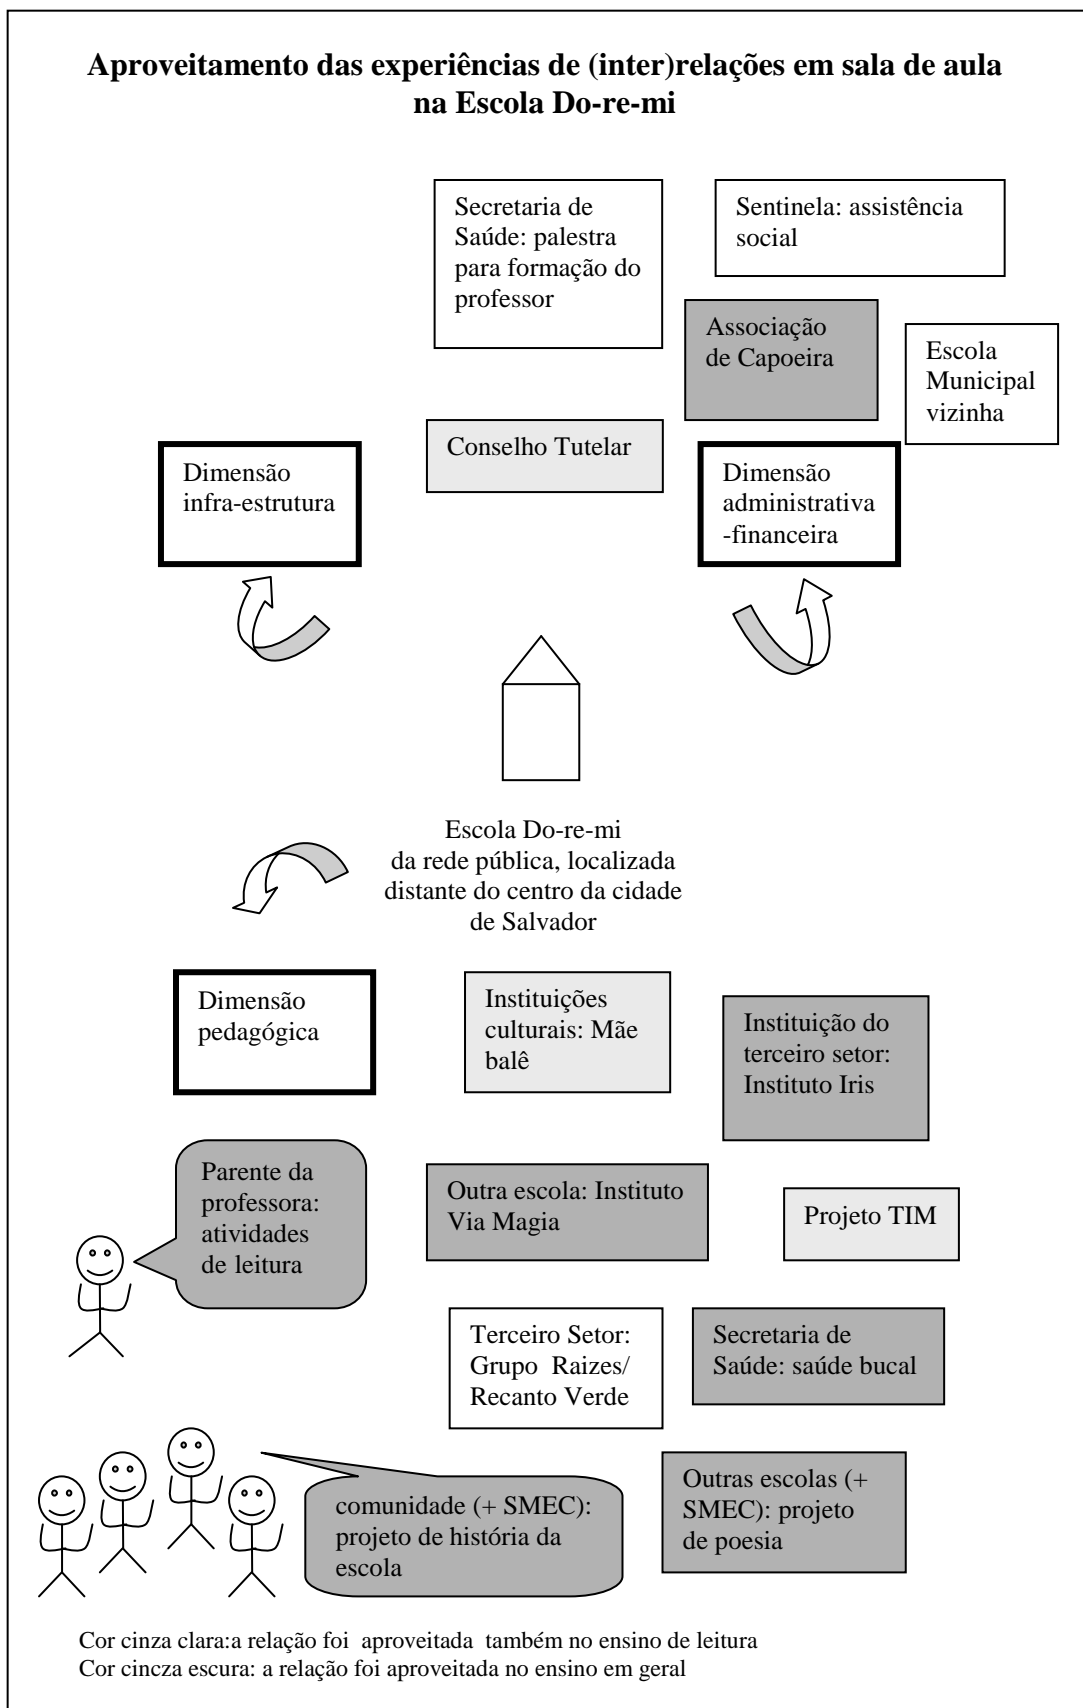 Aproveitamento das experiências de (inter)relações em sala de aula
na Escola Do-re-mi
Secretaria de
Saúde: palestra
para formação do
professor
Sentinela: assistência
social
Associação
de Capoeira
Escola
Municipal
vizinha
Conselho Tutelar
Dimensão
infra-estrutura
Dimensão
administrativa
-financeira
Escola Do-re-mi
da rede pública, localizada
distante do centro da cidade
de Salvador
Dimensão
pedagógica
Instituições
culturais: Mãe
balê
Instituição do
terceiro setor:
Instituto Iris
Parente da
professora:
atividades
de leitura
Outra escola: Instituto
Via Magia
Projeto TIM
Terceiro Setor:
Grupo Raizes/
Recanto Verde
Secretaria de
Saúde: saúde bucal
comunidade (+ SMEC):
projeto de história da
escola
Outras escolas (+
SMEC): projeto
de poesia
Cor cinza clara:a relação foi aproveitada também no ensino de leitura
Cor cincza escura: a relação foi aproveitada no ensino em geral